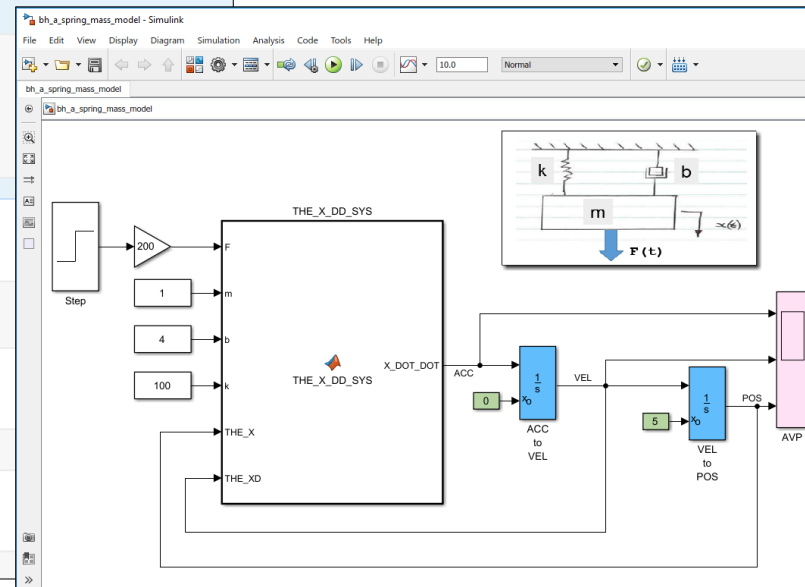 bh_a_spring_mass_model - Simulink
File Edit View Display Diagram Simulation Analysis Code Tools Help
10.0 Normal
bh_a_spring_mass_model
bh_a_spring_mass_model
k
b
m
x(t)
F(t)
THE_X_DD_SYS
Step
200
1
4
100
F
m
b
k
THE_X
THE_XD
THE_X_DD_SYS
X_DOT_DOT
ACC
0
1
s
xo
ACC
to
VEL
VEL
5
1
s
xo
VEL
to
POS
POS
AVP